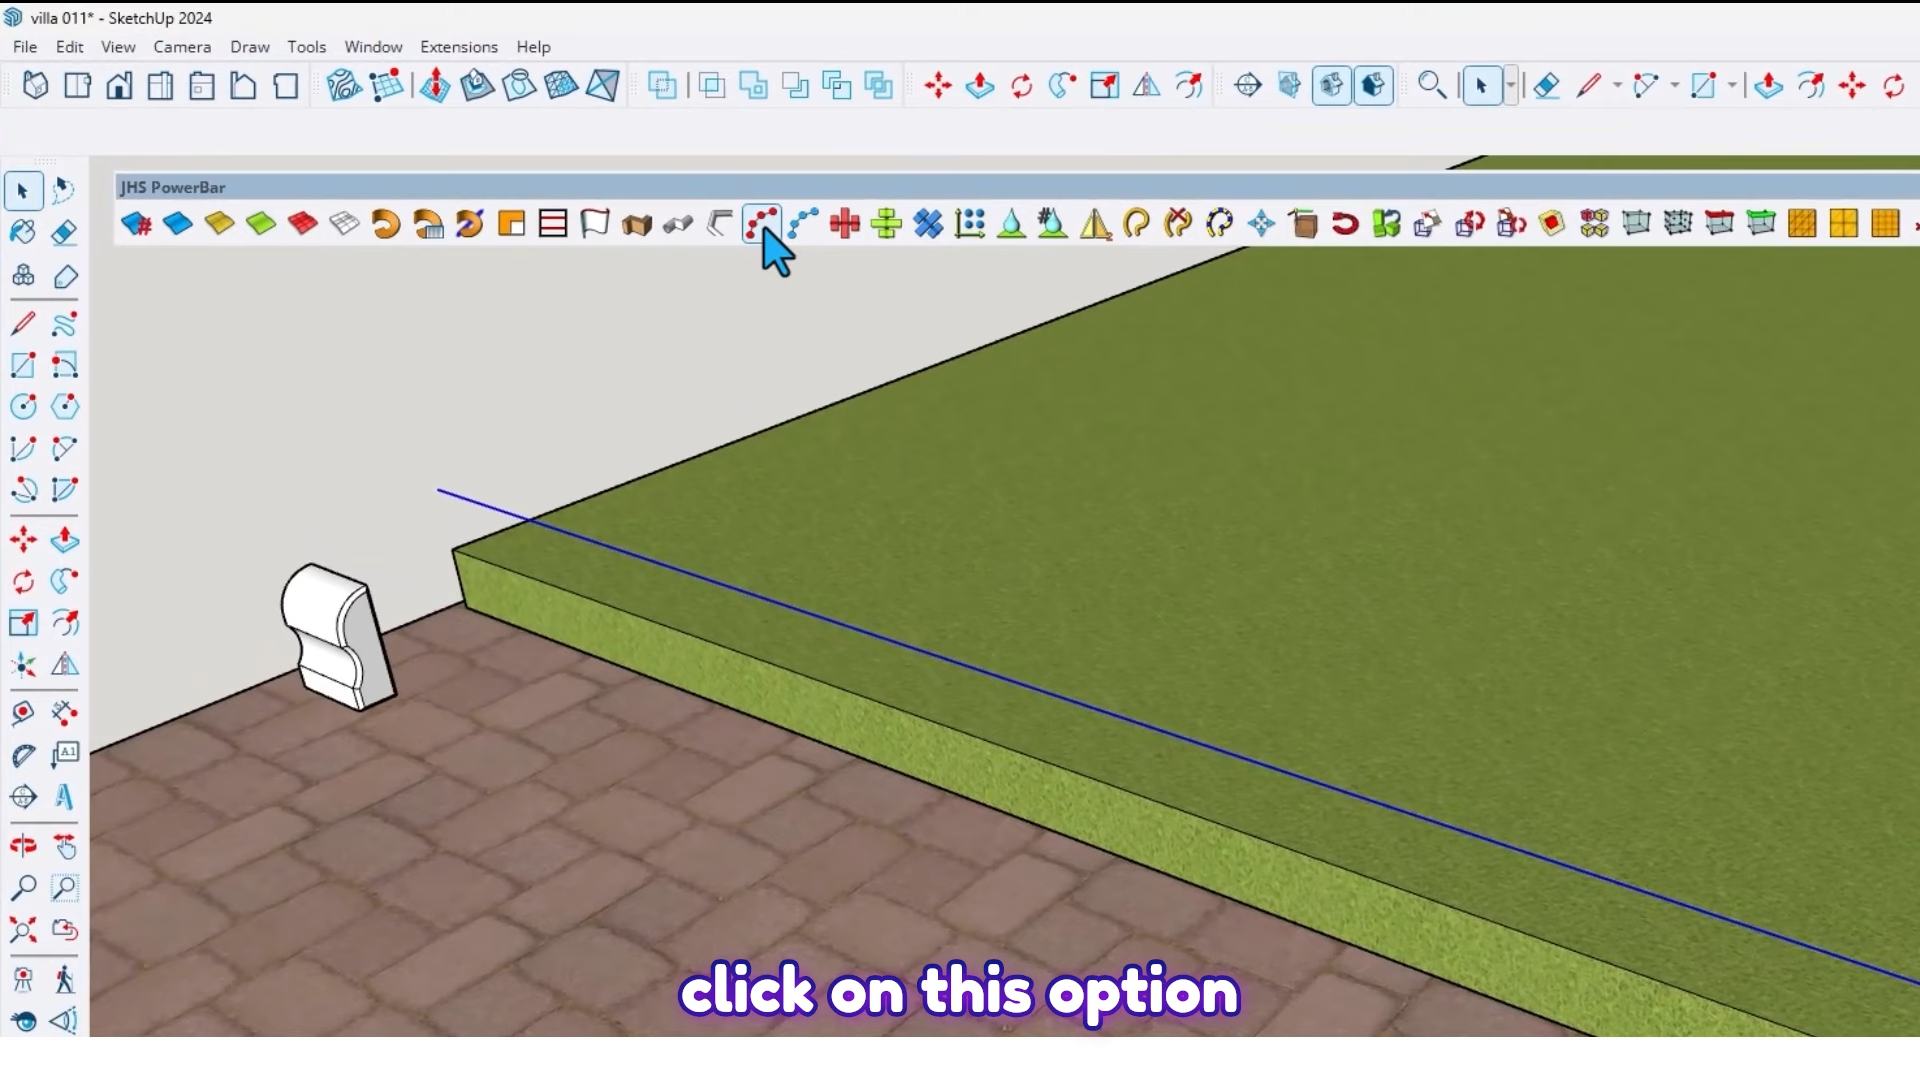 villa 011* - SketchUp 2024
File Edit View Camera Draw Tools Window Extensions Help
JHS PowerBar
A1
click on this option